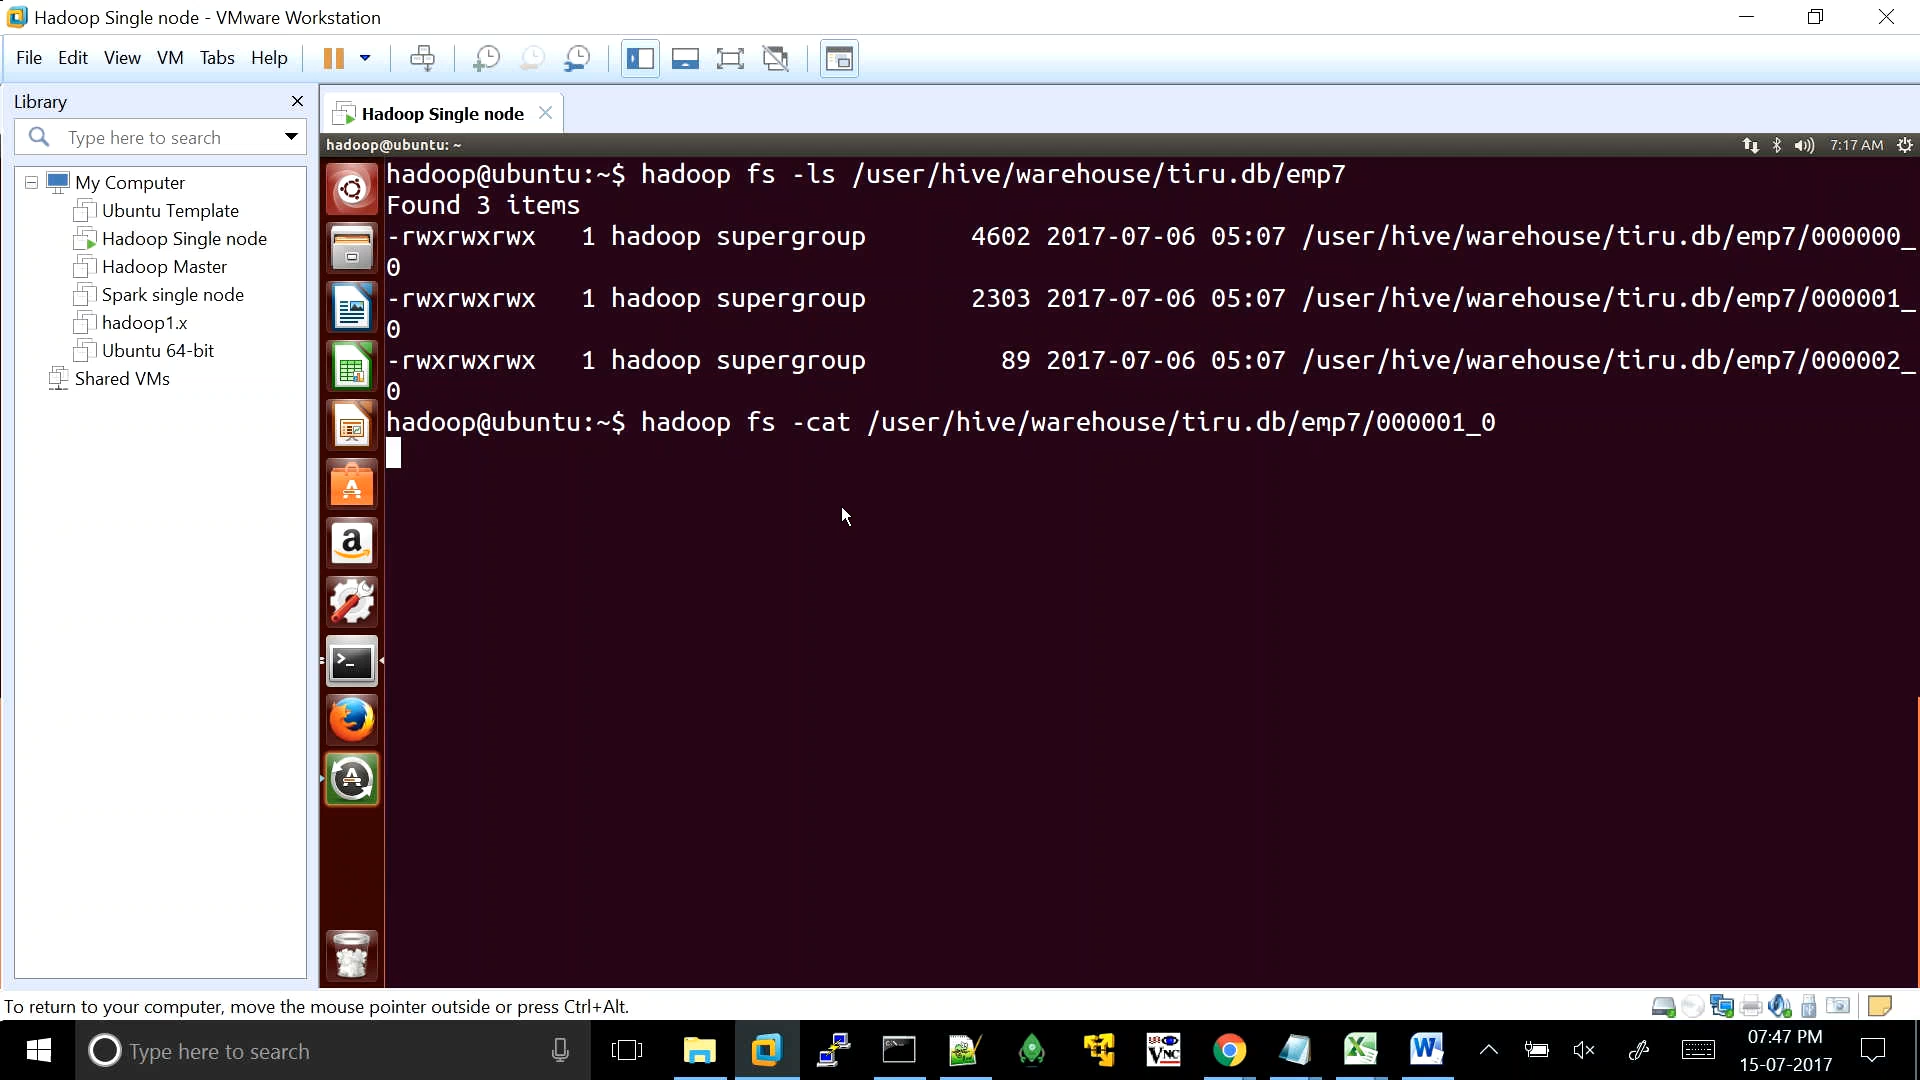 Hadoop Single node - VMware Workstation
File Edit View VM Tabs Help
Library
Type here to search
My Computer
Ubuntu Template
Hadoop Single node
Hadoop Master
Spark single node
hadoop1.x
Ubuntu 64-bit
Shared VMs
Hadoop Single node
hadoop@ubuntu: ~
7:17 AM
hadoop@ubuntu:~$ hadoop fs -ls /user/hive/warehouse/tiru.db/emp7
Found 3 items
-rwxrwxrwx 1 hadoop supergroup 4602 2017-07-06 05:07 /user/hive/warehouse/tiru.db/emp7/000000_
0
-rwxrwxrwx 1 hadoop supergroup 2303 2017-07-06 05:07 /user/hive/warehouse/tiru.db/emp7/000001_
0
-rwxrwxrwx 1 hadoop supergroup 89 2017-07-06 05:07 /user/hive/warehouse/tiru.db/emp7/000002_
0
hadoop@ubuntu:~$ hadoop fs -cat /user/hive/warehouse/tiru.db/emp7/000001_0
To return to your computer, move the mouse pointer outside or press Ctrl+Alt.
Type here to search
07:47 PM
15-07-2017